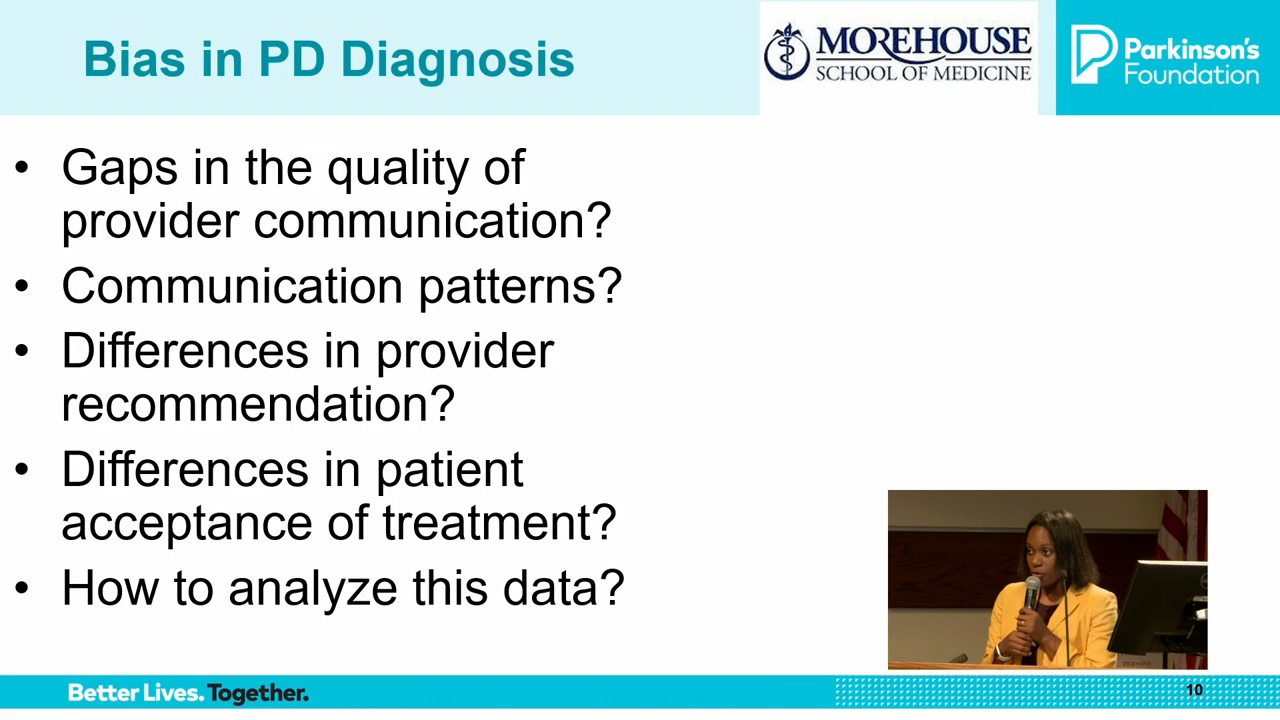 Bias in PD Diagnosis
MOREHOUSE
SCHOOL OF MEDICINE
Parkinson's
Foundation
• Gaps in the quality of
provider communication?
• Communication patterns?
• Differences in provider
recommendation?
• Differences in patient
acceptance of treatment?
• How to analyze this data?
Better Lives. Together.
10